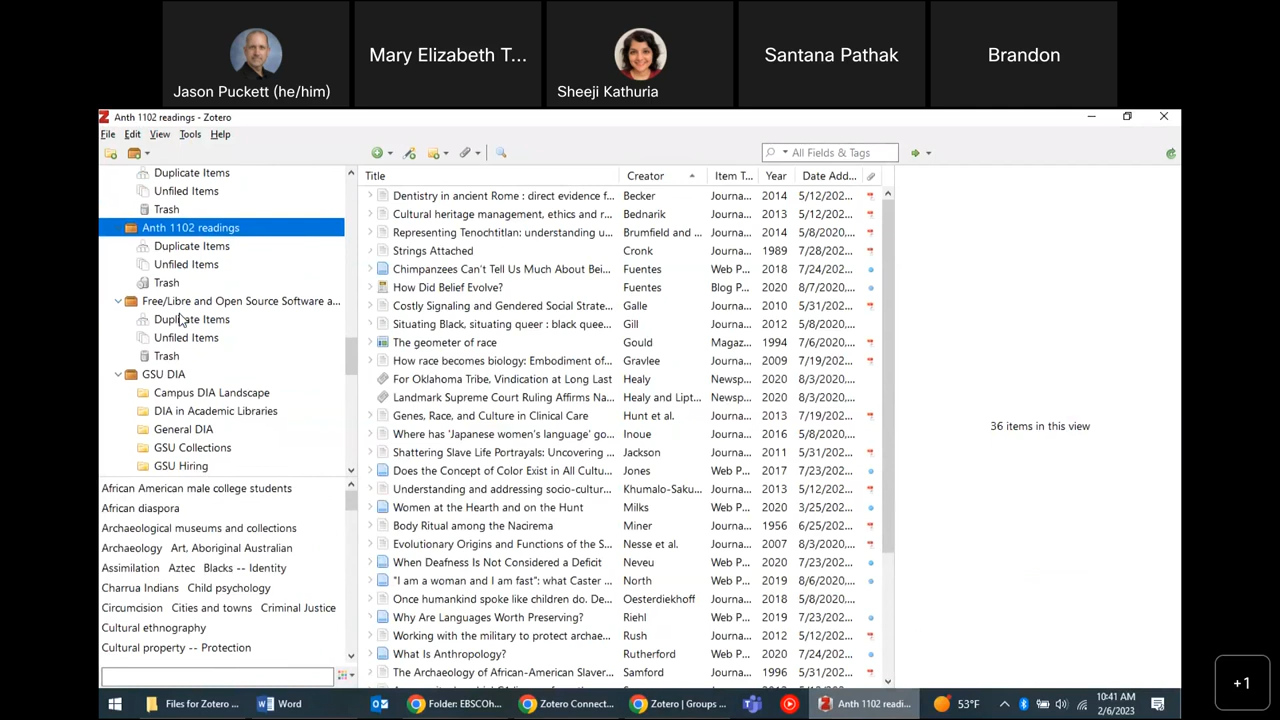 Jason Puckett (he/him)
Mary Elizabeth T...
Sheeji Kathuria
Santana Pathak
Brandon
Anth 1102 readings - Zotero
File Edit View Tools Help
All Fields & Tags
Duplicate Items
Unfiled Items
Trash
Anth 1102 readings
Duplicate Items
Unfiled Items
Trash
Free/Libre and Open Source Software a...
Duplicate Items
Unfiled Items
Trash
GSU DIA
Campus DIA Landscape
DIA in Academic Libraries
General DIA
GSU Collections
GSU Hiring
African American male college students
African diaspora
Archaeological museums and collections
Archaeology Art, Aboriginal Australian
Assimilation Aztec Blacks -- Identity
Charrua Indians Child psychology
Circumcision Cities and towns Criminal Justice
Cultural ethnography
Cultural property -- Protection
Title Creator Item T... Year Date Add...
Dentistry in ancient Rome : direct evidence f... Becker Journa... 2014 5/12/202...
Cultural heritage management, ethics and r... Bednarik Journa... 2013 5/12/202...
Representing Tenochtitlan: understanding u... Brumfield and ... Journa... 2014 5/8/2020,...
Strings Attached Cronk Journa... 1989 7/28/202...
Chimpanzees Can't Tell Us Much About Bei... Fuentes Web P... 2018 7/24/202...
How Did Belief Evolve? Fuentes Blog P... 2020 8/7/2020,...
Costly Signaling and Gendered Social Strate... Galle Journa... 2010 5/31/202...
Situating Black, situating queer : black quee... Gill Journa... 2012 5/8/2020,...
The geometer of race Gould Magaz... 1994 7/6/2020,...
How race becomes biology: Embodiment of... Gravlee Journa... 2009 7/19/202...
For Oklahoma Tribe, Vindication at Long Last Healy Newsp... 2020 8/3/2020,...
Landmark Supreme Court Ruling Affirms Na... Healy and Lipt... Newsp... 2020 8/3/2020,...
Genes, Race, and Culture in Clinical Care Hunt et al. Journa... 2013 7/19/202...
Where has 'Japanese women's language' go... Inoue Journa... 2016 5/8/2020,...
Shattering Slave Life Portraits: Uncovering ... Jackson Journa... 2011 5/31/202...
Does the Concept of Color Exist in All Cultu... Jones Web P... 2017 7/23/202...
Understanding and addressing socio-cultur... Khumalo-Saku... Journa... 2013 5/12/202...
Women at the Hearth and on the Hunt Milks Web P... 2020 3/25/202...
Body Ritual among the Nacirema Miner Journa... 1956 6/25/202...
Evolutionary Origins and Functions of the S... Nesse et al. Journa... 2007 8/3/2020,...
When Deafness Is Not Considered a Deficit Neveu Web P... 2020 7/23/202...
"I am a woman and I am fast": what Caster ... North Web P... 2019 8/6/2020,...
Once humankind spoke like children do. De... Oesterdiekhoff Journa... 2018 5/8/2020,...
Why Are Languages Worth Preserving? Riehl Web P... 2019 7/23/202...
Working with the military to protect archae... Rush Journa... 2012 5/12/202...
What Is Anthropology? Rutherford Web P... 2020 7/24/202...
The Archaeology of African-American Slaver... Samford Journa... 1996 5/31/202...
36 items in this view
+1
Files for Zotero ...
Word
Folder: EBSCOh...
Zotero Connect...
Zotero | Groups ...
Anth 1102 readi...
53°F
10:41 AM
2/6/2023